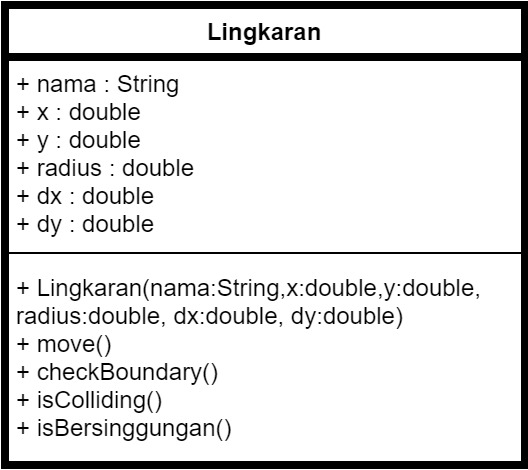 Lingkaran
+ nama : String
+ x : double
+ y : double
+ radius : double
+ dx : double
+ dy : double
+ Lingkaran(nama:String,x:double,y:double,
radius:double, dx:double, dy:double)
+ move()
+ checkBoundary()
+ isColliding()
+ isBersinggungan()